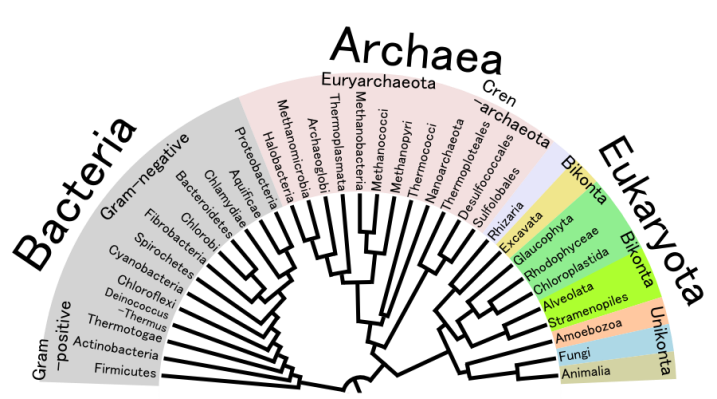 Archaea
Bacteria
Eukaryota
Euryarchaeota
Cren
-archaeota
Gram-negative
Gram
-positive
Bikonta
Bikonta
Unikonta
Firmicutes
Actinobacteria
Thermotogae
Deinococcus
-Thermus
Chloroflexi
Cyanobacteria
Spirochetes
Fibrobacteria
Chlorobi
Bacteroidetes
Chlamydiae
Aquificae
Proteobacteria
Halobacteria
Methanomicrobia
Archaeoglobi
Thermoplasmata
Methanobacteria
Methanococci
Methanopyri
Thermococci
Nanoarchaeota
Thermoploteales
Desulfococcales
Sulfolobales
Rhizaria
Excavata
Glaucophyta
Rhodophyceae
Chloroplastida
Alveolata
Stramenopiles
Amoebozoa
Fungi
Animalia